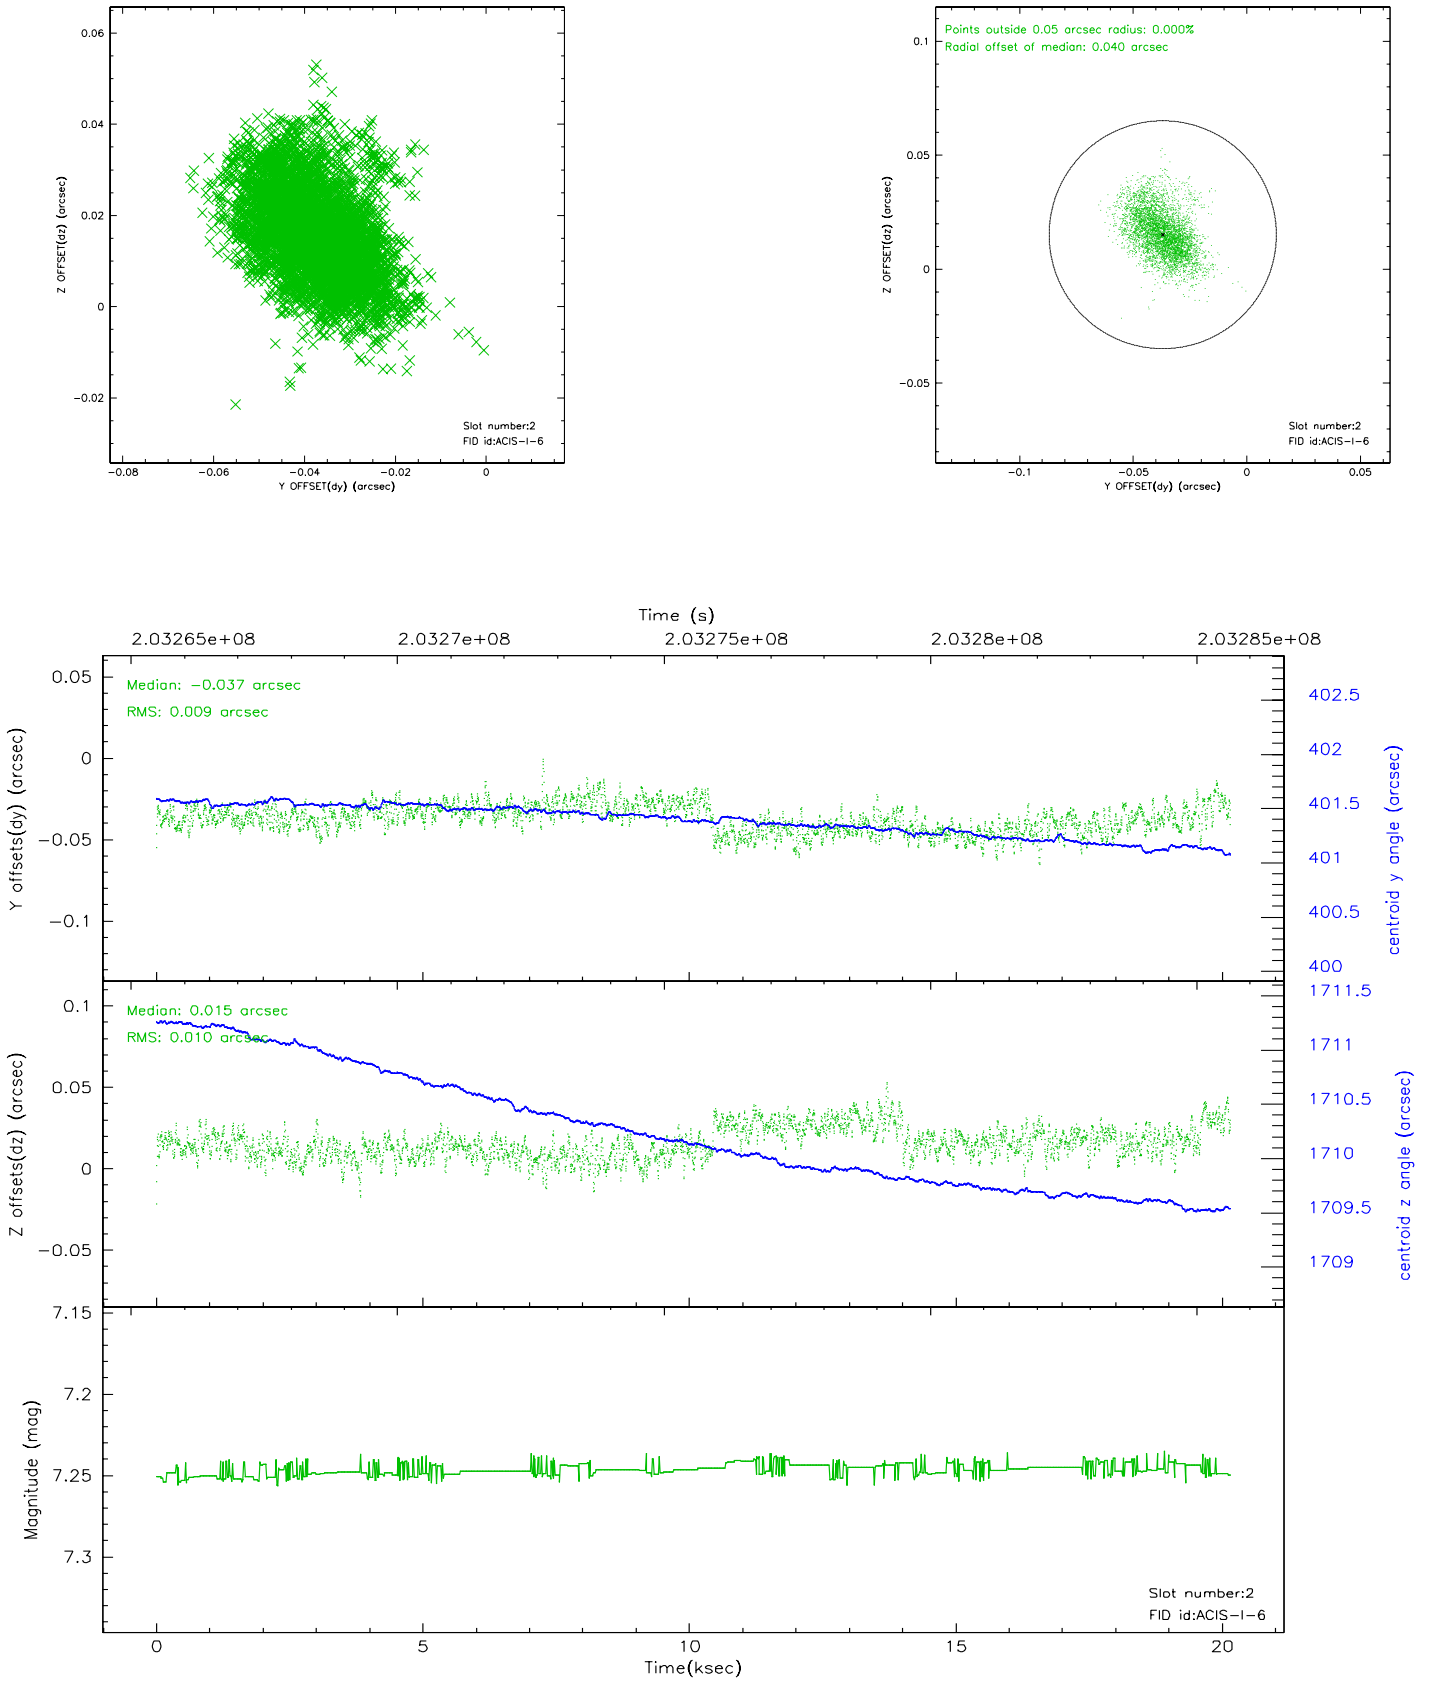 0.06
0.04
0.02
0
−0.02
Z OFFSET(dz) (arcsec)
Slot number:2
FID id:ACIS−I−6
−0.08 −0.06 −0.04 −0.02 0
Y OFFSET(dy) (arcsec)
Points outside 0.05 arcsec radius: 0.000%
Radial offset of median: 0.040 arcsec
0.1
0.05
0
−0.05
Z OFFSET(dz) (arcsec)
Slot number:2
FID id:ACIS−I−6
−0.1 −0.05 0 0.05
Y OFFSET(dy) (arcsec)
Time (s)
2.03265e+08 2.0327e+08 2.03275e+08 2.0328e+08 2.03285e+08
Median: −0.037 arcsec
RMS: 0.009 arcsec
0.05
0
−0.05
−0.1
Y offsets(dy) (arcsec)
402.5
402
401.5
401
400.5
400
centroid y angle (arcsec)
Median: 0.015 arcsec
RMS: 0.010 arcsec
0.1
0.05
0
−0.05
Z offsets(dz) (arcsec)
1711.5
1711
1710.5
1710
1709.5
1709
centroid z angle (arcsec)
7.15
7.2
7.25
7.3
Magnitude (mag)
Slot number:2
FID id:ACIS−I−6
0 5 10 15 20
Time(ksec)